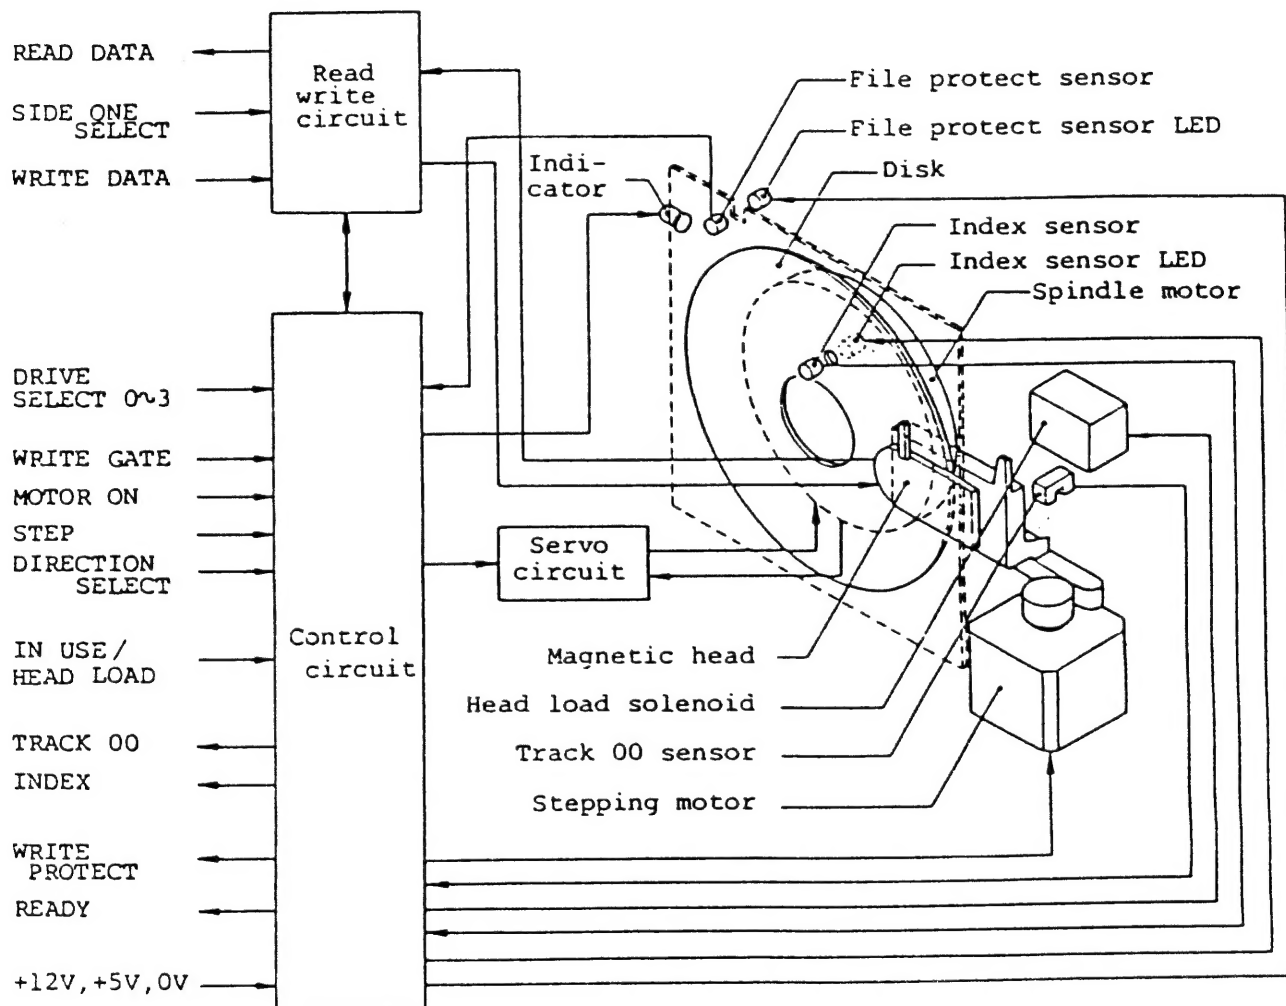 READ DATA
SIDE ONE
SELECT
WRITE DATA
Read
write
circuit
File protect sensor
File protect sensor LED
Indi-
cator
Disk
Index sensor
Index sensor LED
Spindle motor
DRIVE
SELECT 0~3
WRITE GATE
MOTOR ON
STEP
DIRECTION
SELECT
IN USE/
HEAD LOAD
TRACK 00
INDEX
WRITE
PROTECT
READY
+12V,+5V,0V
Control
circuit
Servo
circuit
Magnetic head
Head load solenoid
Track 00 sensor
Stepping motor